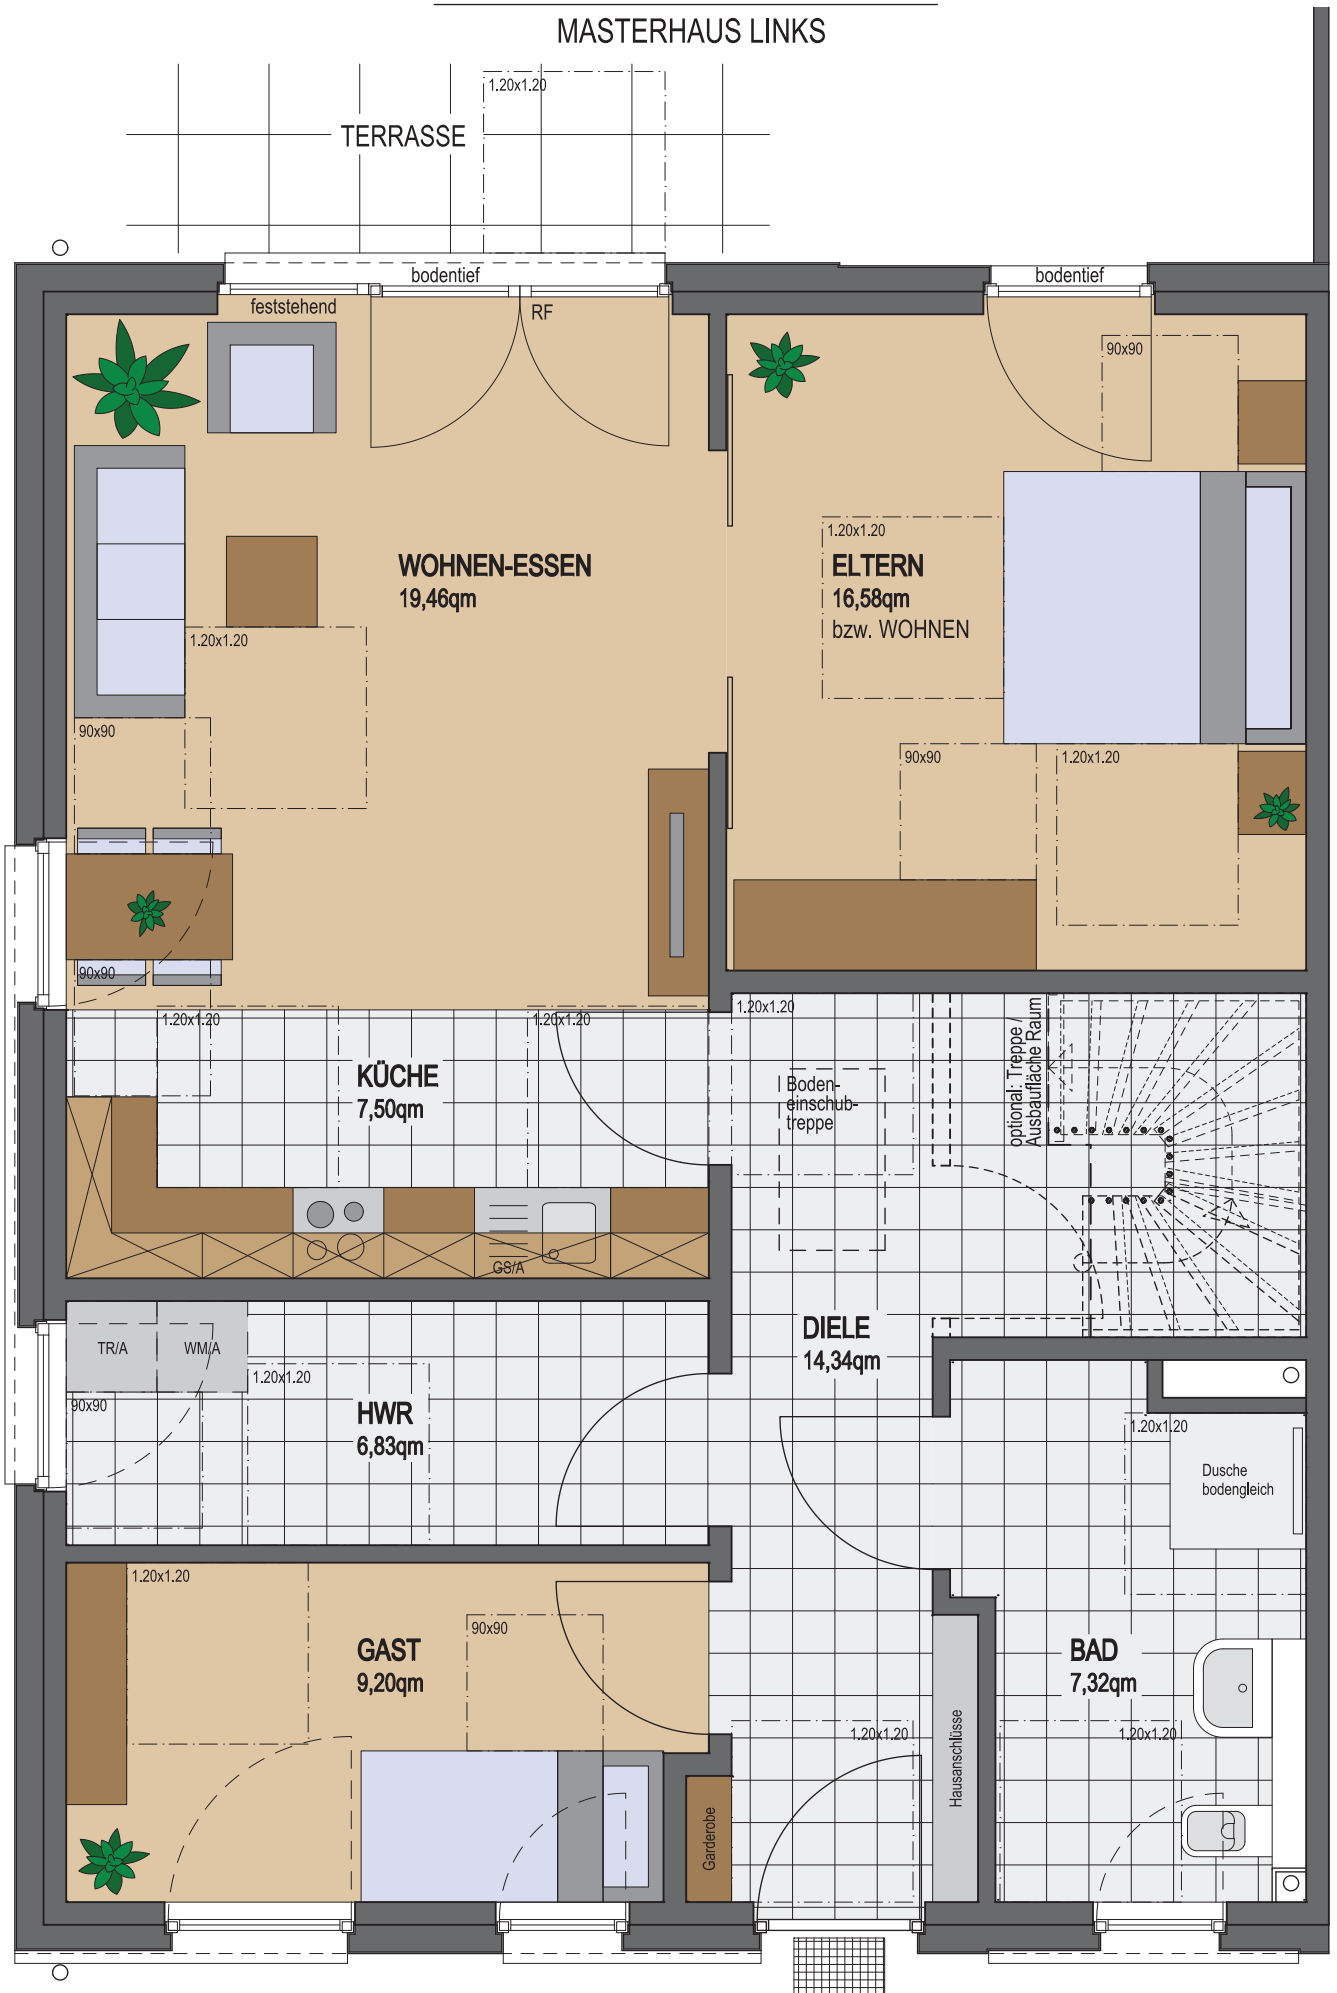 MASTERHAUS LINKS
1.20x1.20
TERRASSE
bodentief
bodentief
feststehend
RF
90x90
1.20x1.20
WOHNEN-ESSEN
19,46qm
ELTERN
16,58qm
bzw. WOHNEN
1.20x1.20
90x90
90x90
1.20x1.20
90x90
1.20x1.20
1.20x1.20
1.20x1.20
KÜCHE
7,50qm
Boden-
einschub-
treppe
optional: Treppe /
Ausbaufläche Raum
GS/A
DIELE
14,34qm
TR/A
WM/A
1.20x1.20
90x90
HWR
6,83qm
1.20x1.20
Dusche
bodengleich
1.20x1.20
GAST
9,20qm
90x90
BAD
7,32qm
1.20x1.20
1.20x1.20
Hausanschlüsse
Garderobe